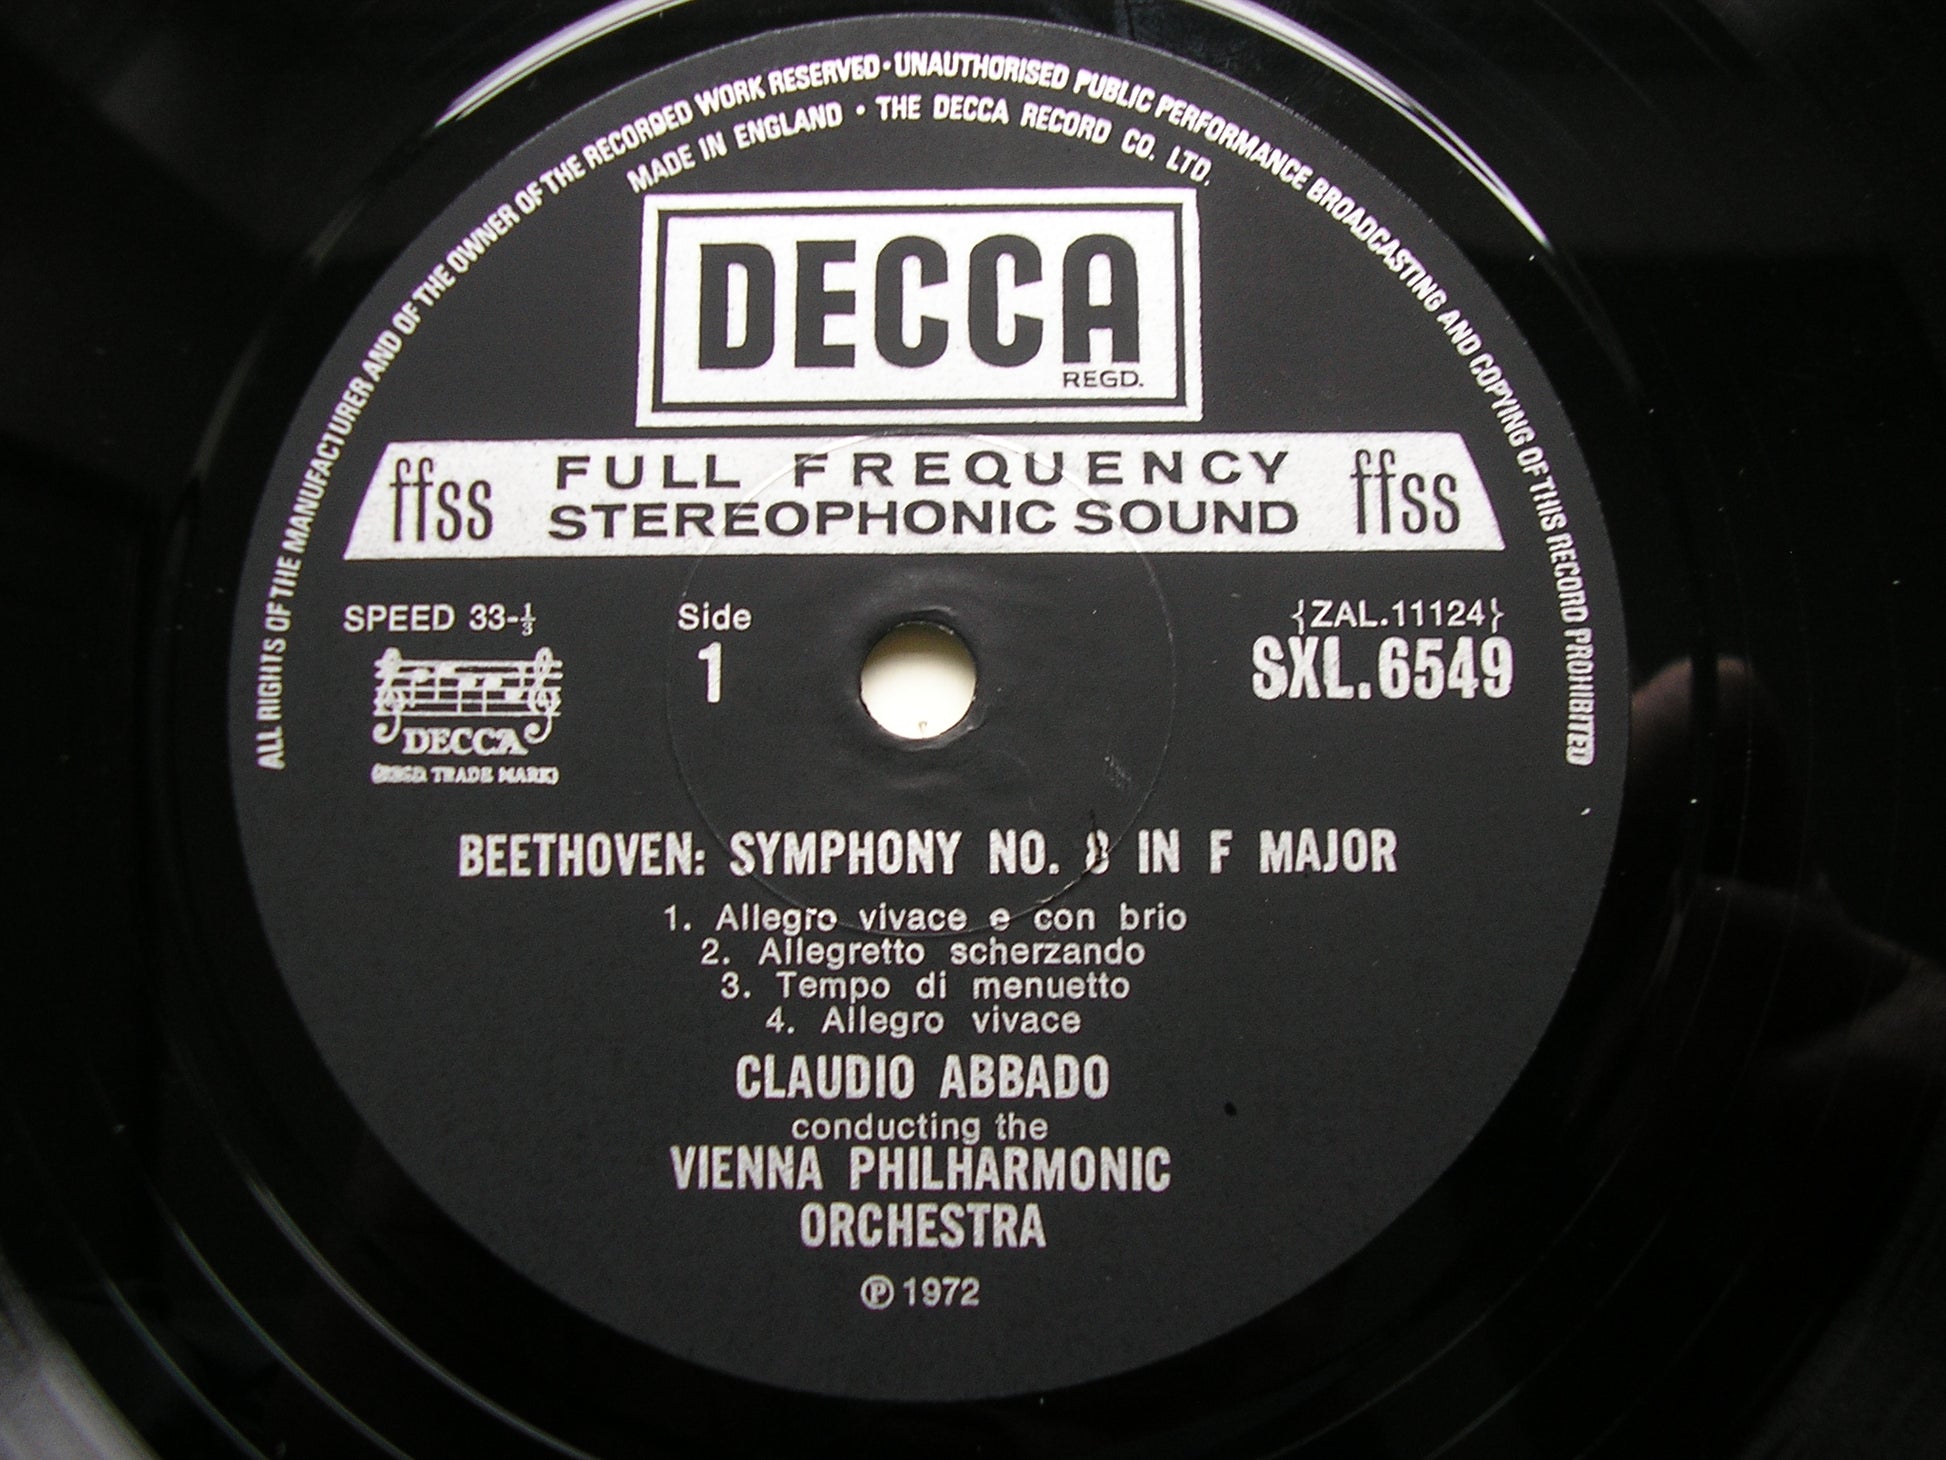 ALL RIGHTS OF THE MANUFACTURER AND OF THE OWNER OF THE RECORDED WORK RESERVED · UNAUTHORISED PUBLIC PERFORMANCE BROADCASTING AND COPYING OF THIS RECORD PROHIBITED
MADE IN ENGLAND · THE DECCA RECORD CO. LTD.
DECCA
REGD.
ffss FULL FREQUENCY STEREOPHONIC SOUND ffss
SPEED 33-⅓
Side
1
{ZAL.11124}
SXL.6549
DECCA
(REGD. TRADE MARK)
BEETHOVEN: SYMPHONY NO. 8 IN F MAJOR
1. Allegro vivace e con brio
2. Allegretto scherzando
3. Tempo di menuetto
4. Allegro vivace
CLAUDIO ABBADO
conducting the
VIENNA PHILHARMONIC
ORCHESTRA
℗ 1972